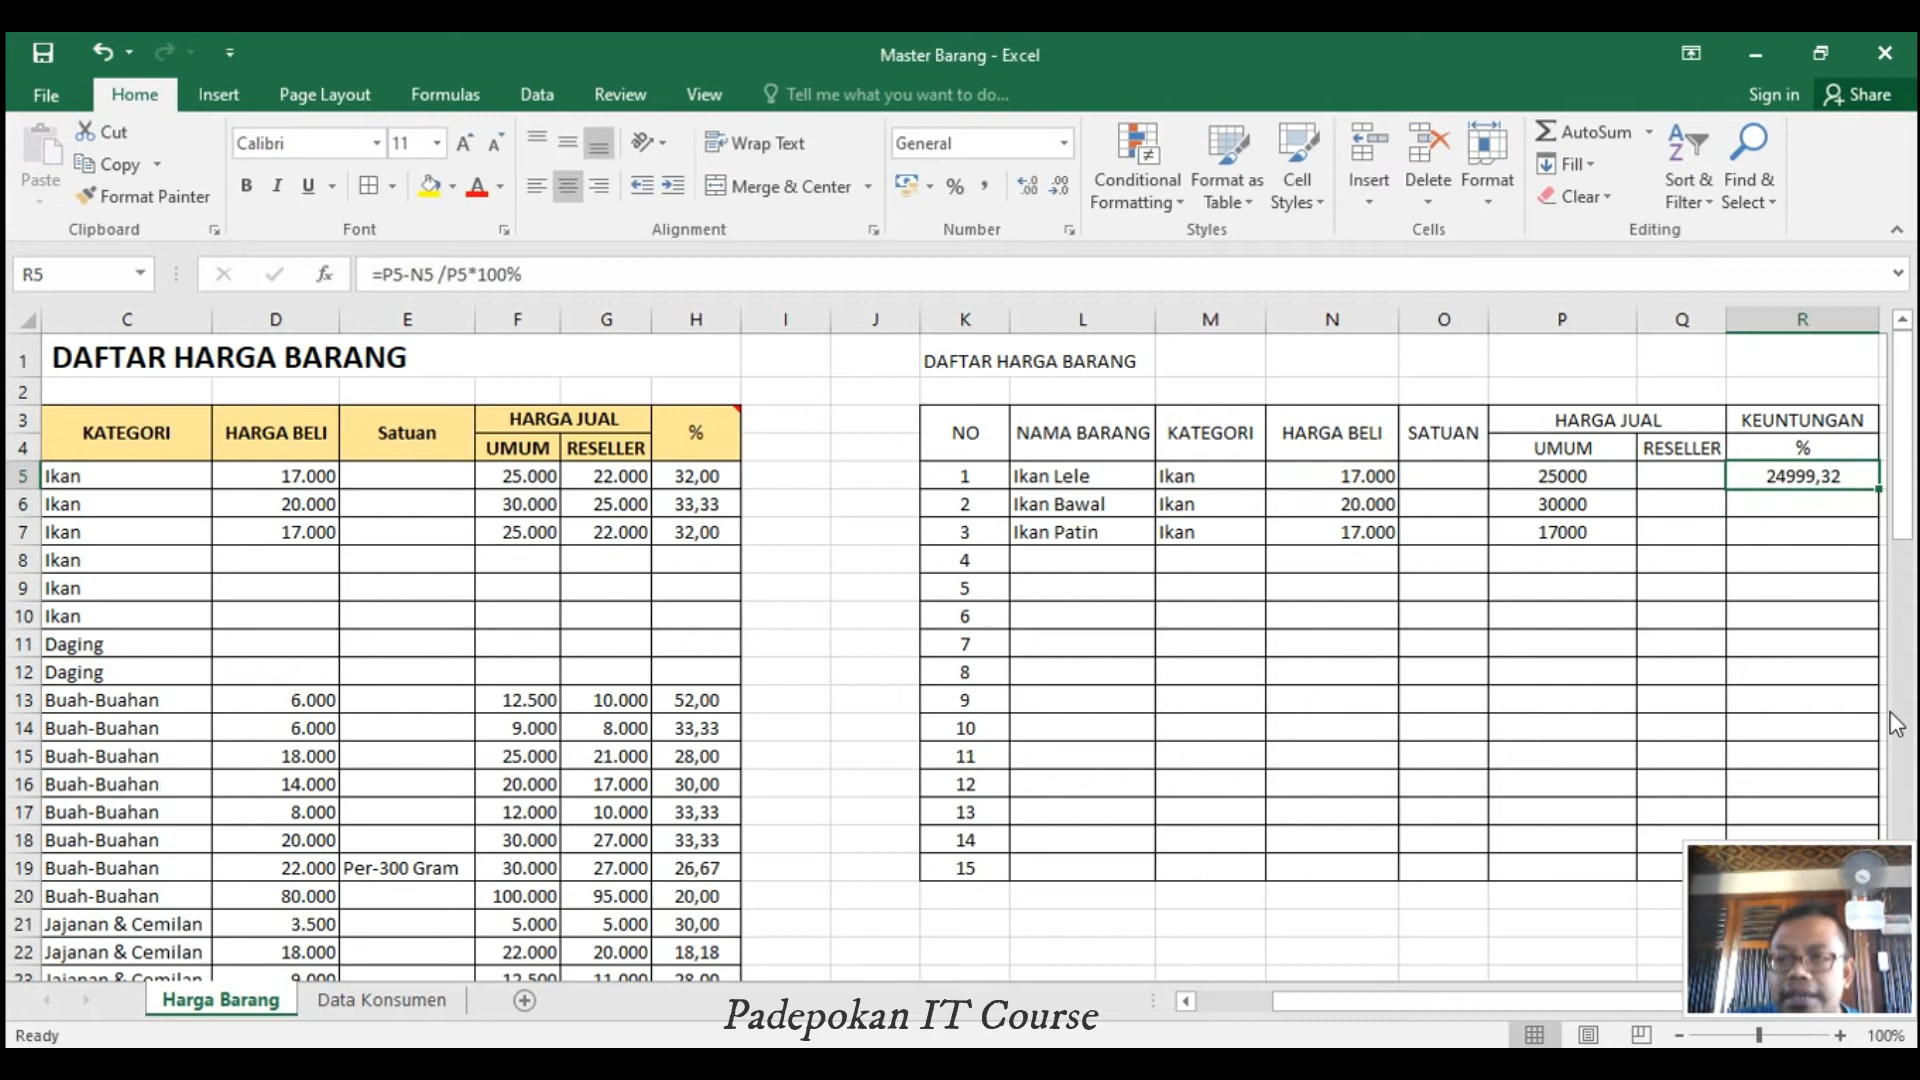 Master Barang - Excel
File Home Insert Page Layout Formulas Data Review View Tell me what you want to do... Sign in Share
Cut
Copy
Format Painter
Paste
Clipboard
Calibri 11
B I U
Font
Wrap Text
Merge & Center
Alignment
General
%
Number
Conditional Formatting
Format as Table
Cell Styles
Styles
Insert
Delete
Format
Cells
AutoSum
Fill
Clear
Sort & Filter
Find & Select
Editing
R5 fx =P5-N5 /P5*100%
C D E F G H I J K L M N O P Q R
1 DAFTAR HARGA BARANG DAFTAR HARGA BARANG
2
3 KATEGORI HARGA BELI Satuan HARGA JUAL % NO NAMA BARANG KATEGORI HARGA BELI SATUAN HARGA JUAL KEUNTUNGAN
4 UMUM RESELLER UMUM RESELLER %
5 Ikan 17.000 25.000 22.000 32,00 1 Ikan Lele Ikan 17.000 25000 24999,32
6 Ikan 20.000 30.000 25.000 33,33 2 Ikan Bawal Ikan 20.000 30000
7 Ikan 17.000 25.000 22.000 32,00 3 Ikan Patin Ikan 17.000 17000
8 Ikan 4
9 Ikan 5
10 Ikan 6
11 Daging 7
12 Daging 8
13 Buah-Buahan 6.000 12.500 10.000 52,00 9
14 Buah-Buahan 6.000 9.000 8.000 33,33 10
15 Buah-Buahan 18.000 25.000 21.000 28,00 11
16 Buah-Buahan 14.000 20.000 17.000 30,00 12
17 Buah-Buahan 8.000 12.000 10.000 33,33 13
18 Buah-Buahan 20.000 30.000 27.000 33,33 14
19 Buah-Buahan 22.000 Per-300 Gram 30.000 27.000 26,67 15
20 Buah-Buahan 80.000 100.000 95.000 20,00
21 Jajanan & Cemilan 3.500 5.000 5.000 30,00
22 Jajanan & Cemilan 18.000 22.000 20.000 18,18
23 Jajanan & Cemilan 9.000 12.500 11.000 28,00
Harga Barang Data Konsumen
Padepokan IT Course
Ready 100%